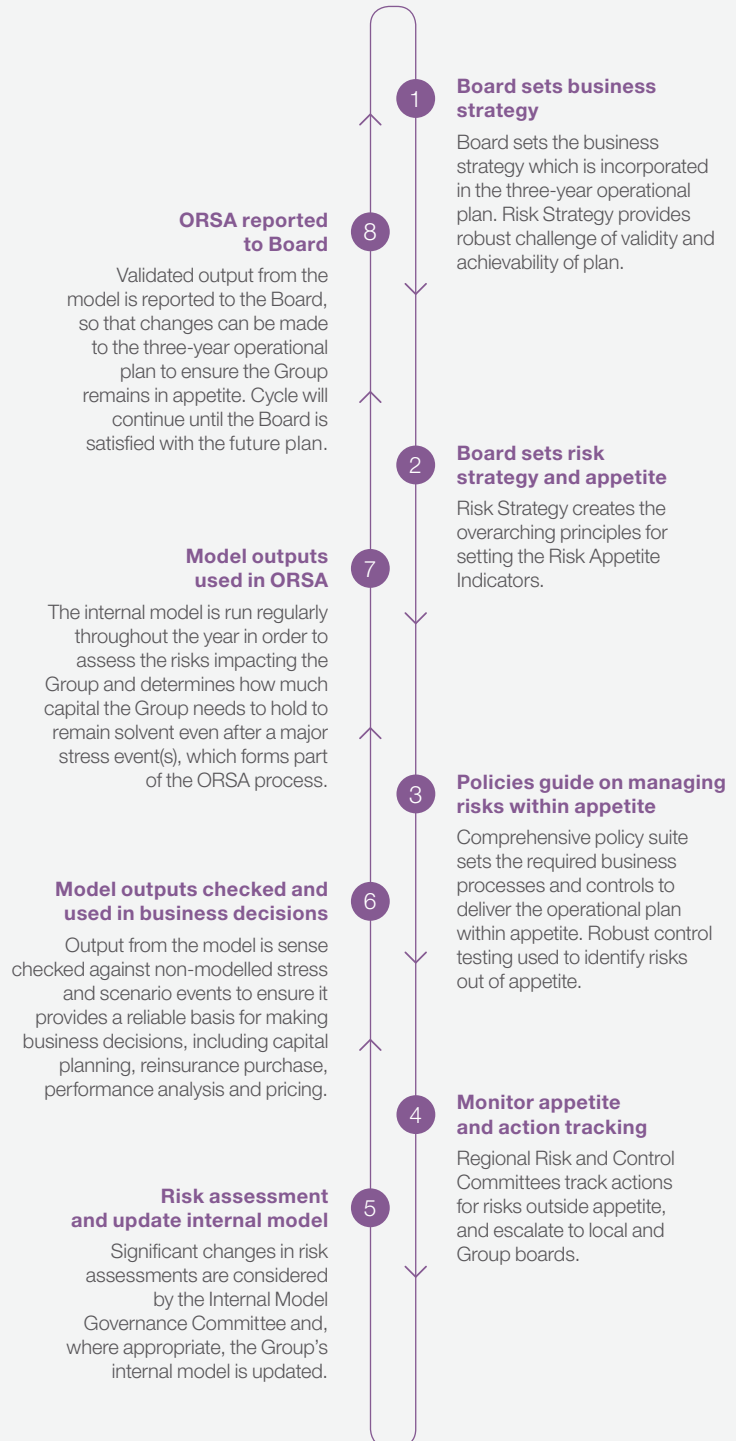 1
Board sets business
strategy
Board sets the business
strategy which is incorporated
in the three-year operational
plan. Risk Strategy provides
robust challenge of validity and
achievability of plan.
2
Board sets risk
strategy and appetite
Risk Strategy creates the
overarching principles for
setting the Risk Appetite
Indicators.
3
Policies guide on managing
risks within appetite
Comprehensive policy suite
sets the required business
processes and controls to
deliver the operational plan
within appetite. Robust control
testing used to identify risks
out of appetite.
4
Monitor appetite
and action tracking
Regional Risk and Control
Committees track actions
for risks outside appetite,
and escalate to local and
Group boards.
5
Risk assessment
and update internal model
Significant changes in risk
assessments are considered
by the Internal Model
Governance Committee and,
where appropriate, the Group's
internal model is updated.
6
Model outputs checked and
used in business decisions
Output from the model is sense
checked against non-modelled stress
and scenario events to ensure it
provides a reliable basis for making
business decisions, including capital
planning, reinsurance purchase,
performance analysis and pricing.
7
Model outputs
used in ORSA
The internal model is run regularly
throughout the year in order to
assess the risks impacting the
Group and determines how much
capital the Group needs to hold to
remain solvent even after a major
stress event(s), which forms part
of the ORSA process.
8
ORSA reported
to Board
Validated output from the
model is reported to the Board,
so that changes can be made
to the three-year operational
plan to ensure the Group
remains in appetite. Cycle will
continue until the Board is
satisfied with the future plan.